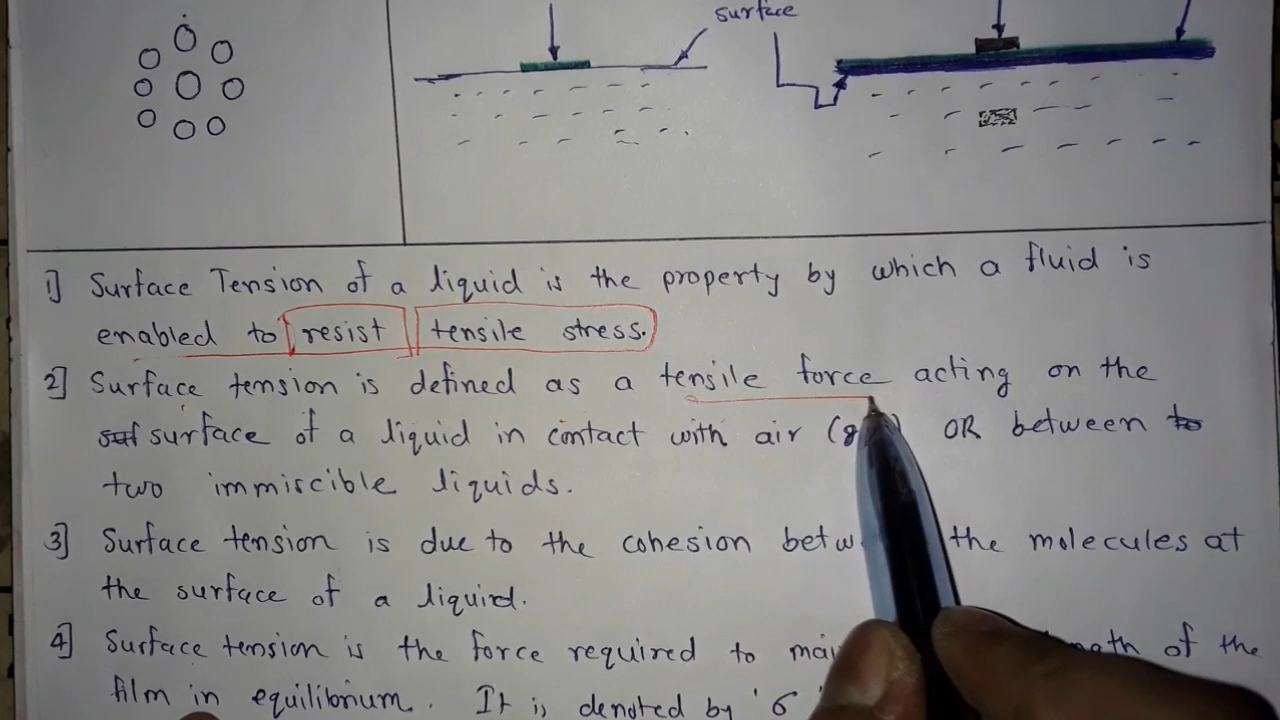 surface
1] Surface Tension of a liquid is the property by which a fluid is
enabled to resist tensile stress.
2] Surface tension is defined as a tensile force acting on the
surface of a liquid in contact with air OR between
two immiscible liquids.
3] Surface tension is due to the cohesion the molecules at
the surface of a liquid.
4] Surface tension is the force required to of the
film in equilibrium. It is denoted by 'σ'